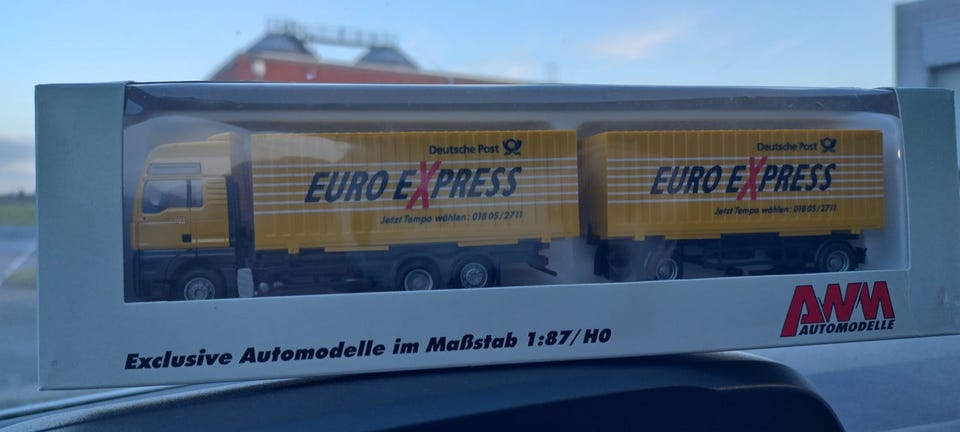 Deutsche Post
EURO EXPRESS
Jetzt Tempo wählen: 01805/2711
Deutsche Post
EURO EXPRESS
Jetzt Tempo wählen: 01805/2711
Exclusive Automodelle im Maßstab 1:87/H0
AWM
AUTOMODELLE